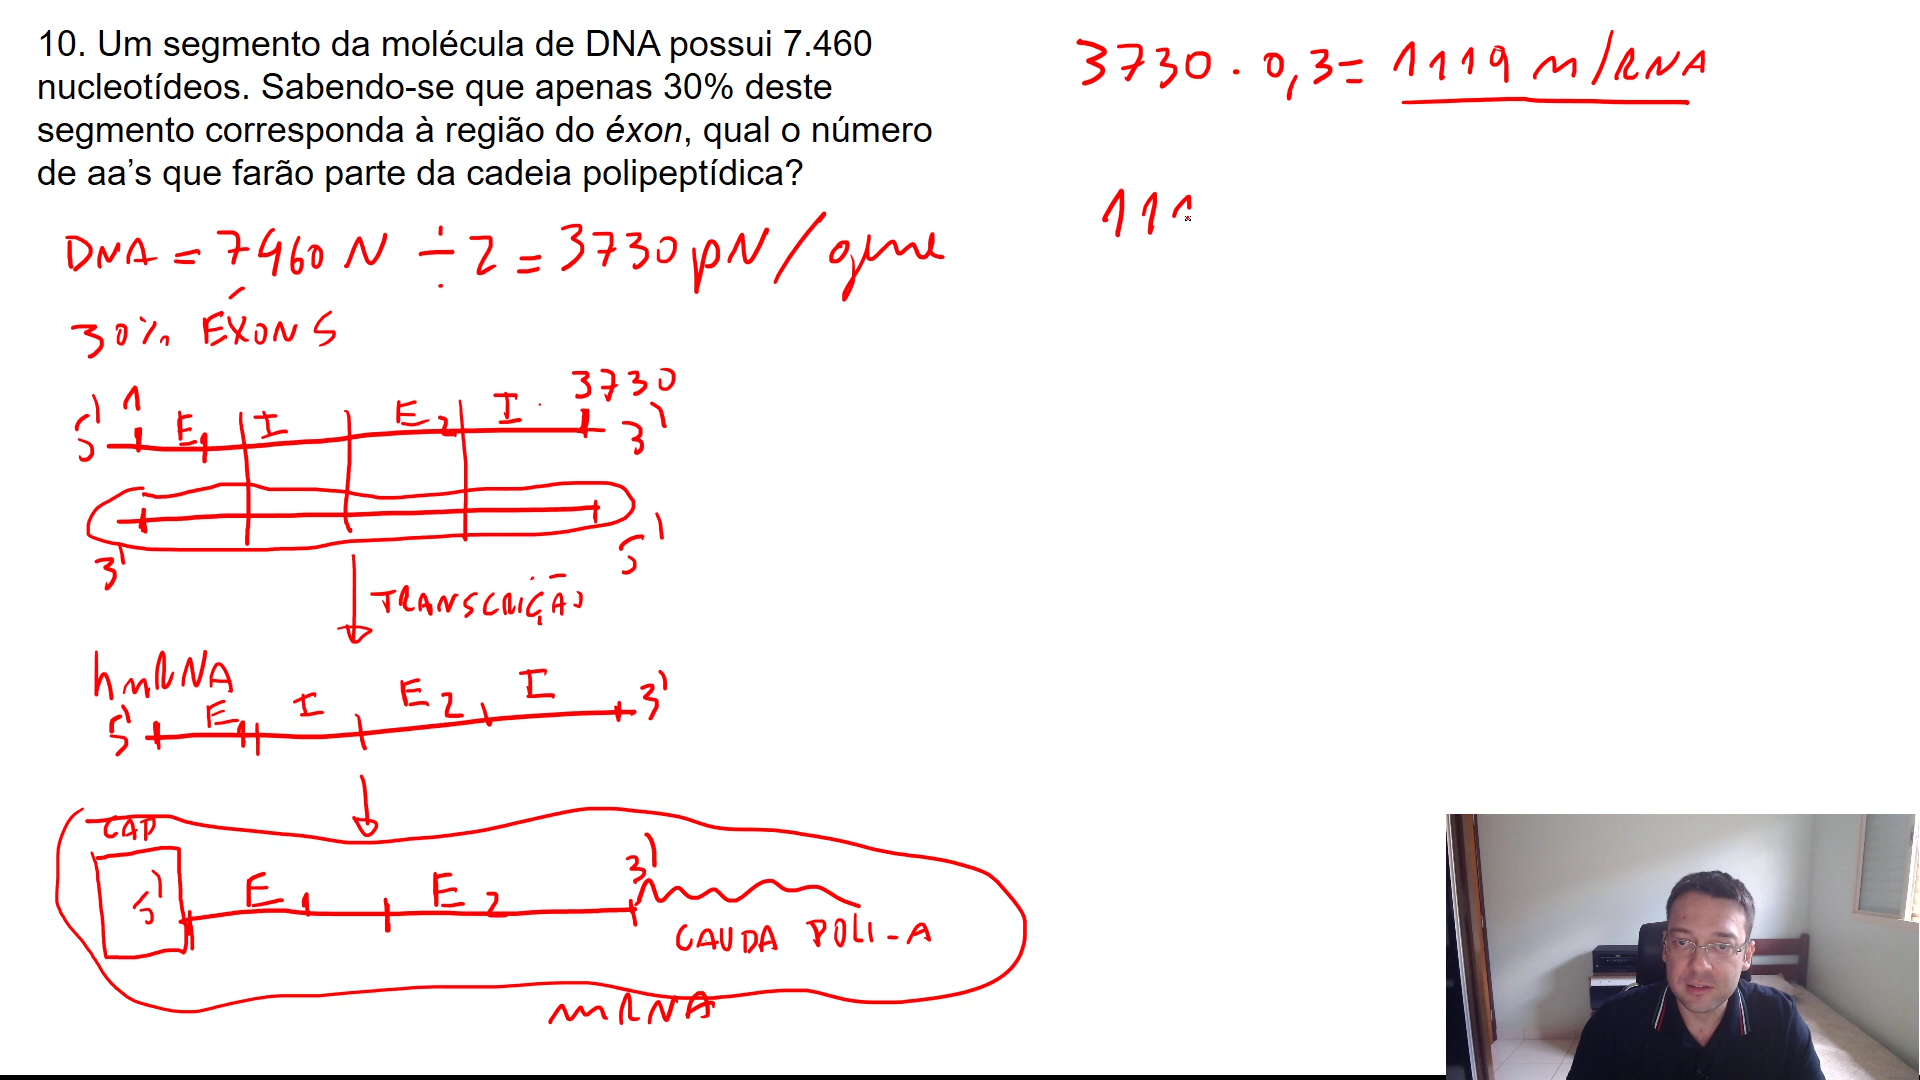 10. Um segmento da molécula de DNA possui 7.460
nucleotídeos. Sabendo-se que apenas 30% deste
segmento corresponda à região do éxon, qual o número
de aa's que farão parte da cadeia polipeptídica?
DNA = 7460 N ÷ 2 = 3730 pN / gene
30% ÉXONS
5' 1 E1 I E2 I 3730 3'
3' 5'
TRANSCRIÇÃO
hnRNA
5' E1 I E2 I 3'
CAP
5' E1 E2 3'
CAUDA POLI-A
mRNA
3730 . 0,3 = 1119 N/RNA
111